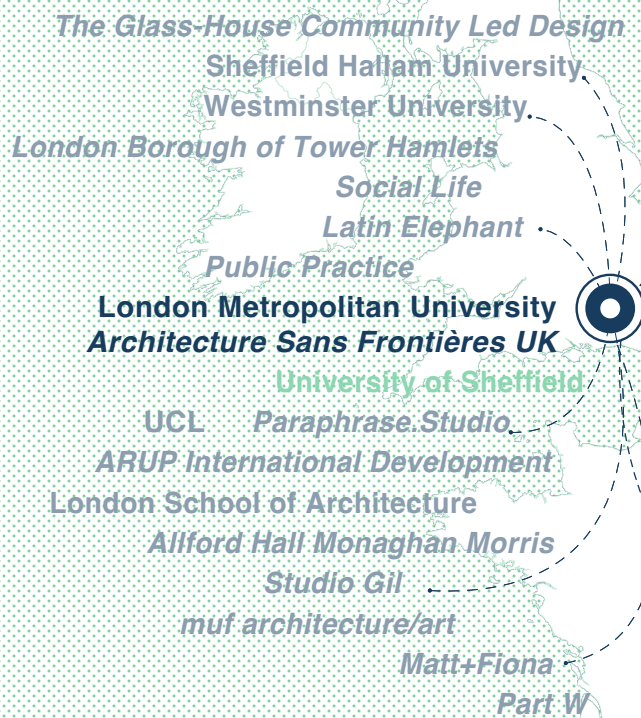 The Glass-House Community Led Design
Sheffield Hallam University
Westminster University
London Borough of Tower Hamlets
Social Life
Latin Elephant
Public Practice
London Metropolitan University
Architecture Sans Frontières UK
University of Sheffield
UCL Paraphrase.Studio
ARUP International Development
London School of Architecture
Allford Hall Monaghan Morris
Studio Gil
muf architecture/art
Matt+Fiona
Part W